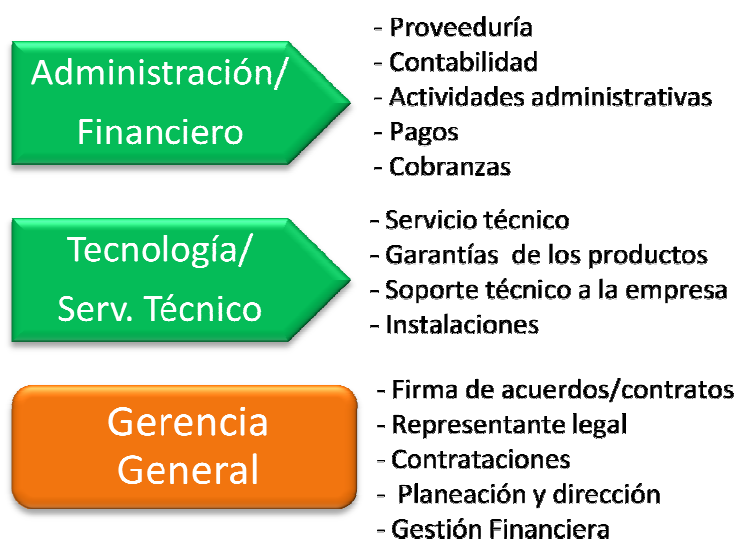 Administración/
Financiero
- Proveeduría
- Contabilidad
- Actividades administrativas
- Pagos
- Cobranzas
Tecnología/
Serv. Técnico
- Servicio técnico
- Garantías  de los productos
- Soporte técnico a la empresa
- Instalaciones
Gerencia
General
- Firma de acuerdos/contratos
- Representante legal
- Contrataciones
-  Planeación y dirección
- Gestión Financiera